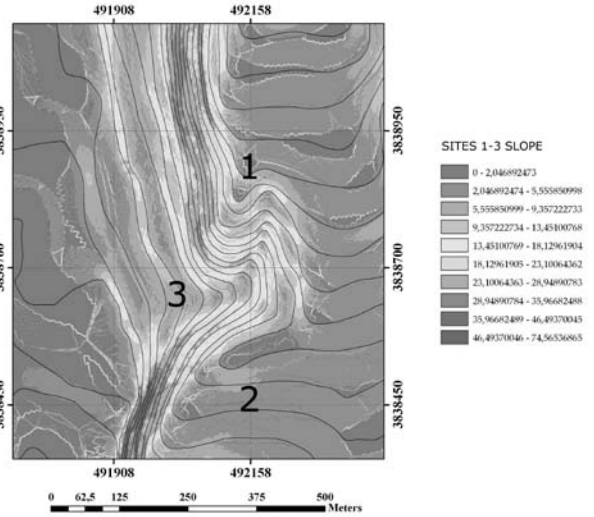 491908 492158
3838950 3838950
1
SITES 1-3 SLOPE
0 - 2,046892473
2,046892474 - 5,555850998
5,555850999 - 9,357222733
9,357222734 - 13,45100768
13,45100769 - 18,12961904
18,12961905 - 23,10064362
23,10064363 - 28,94890783
28,94890784 - 35,96682488
35,96682489 - 46,49370045
46,49370046 - 74,56536865
3838700 3838700
3
2
3838450 3838450
491908 492158
0 62,5 125 250 375 500
Meters